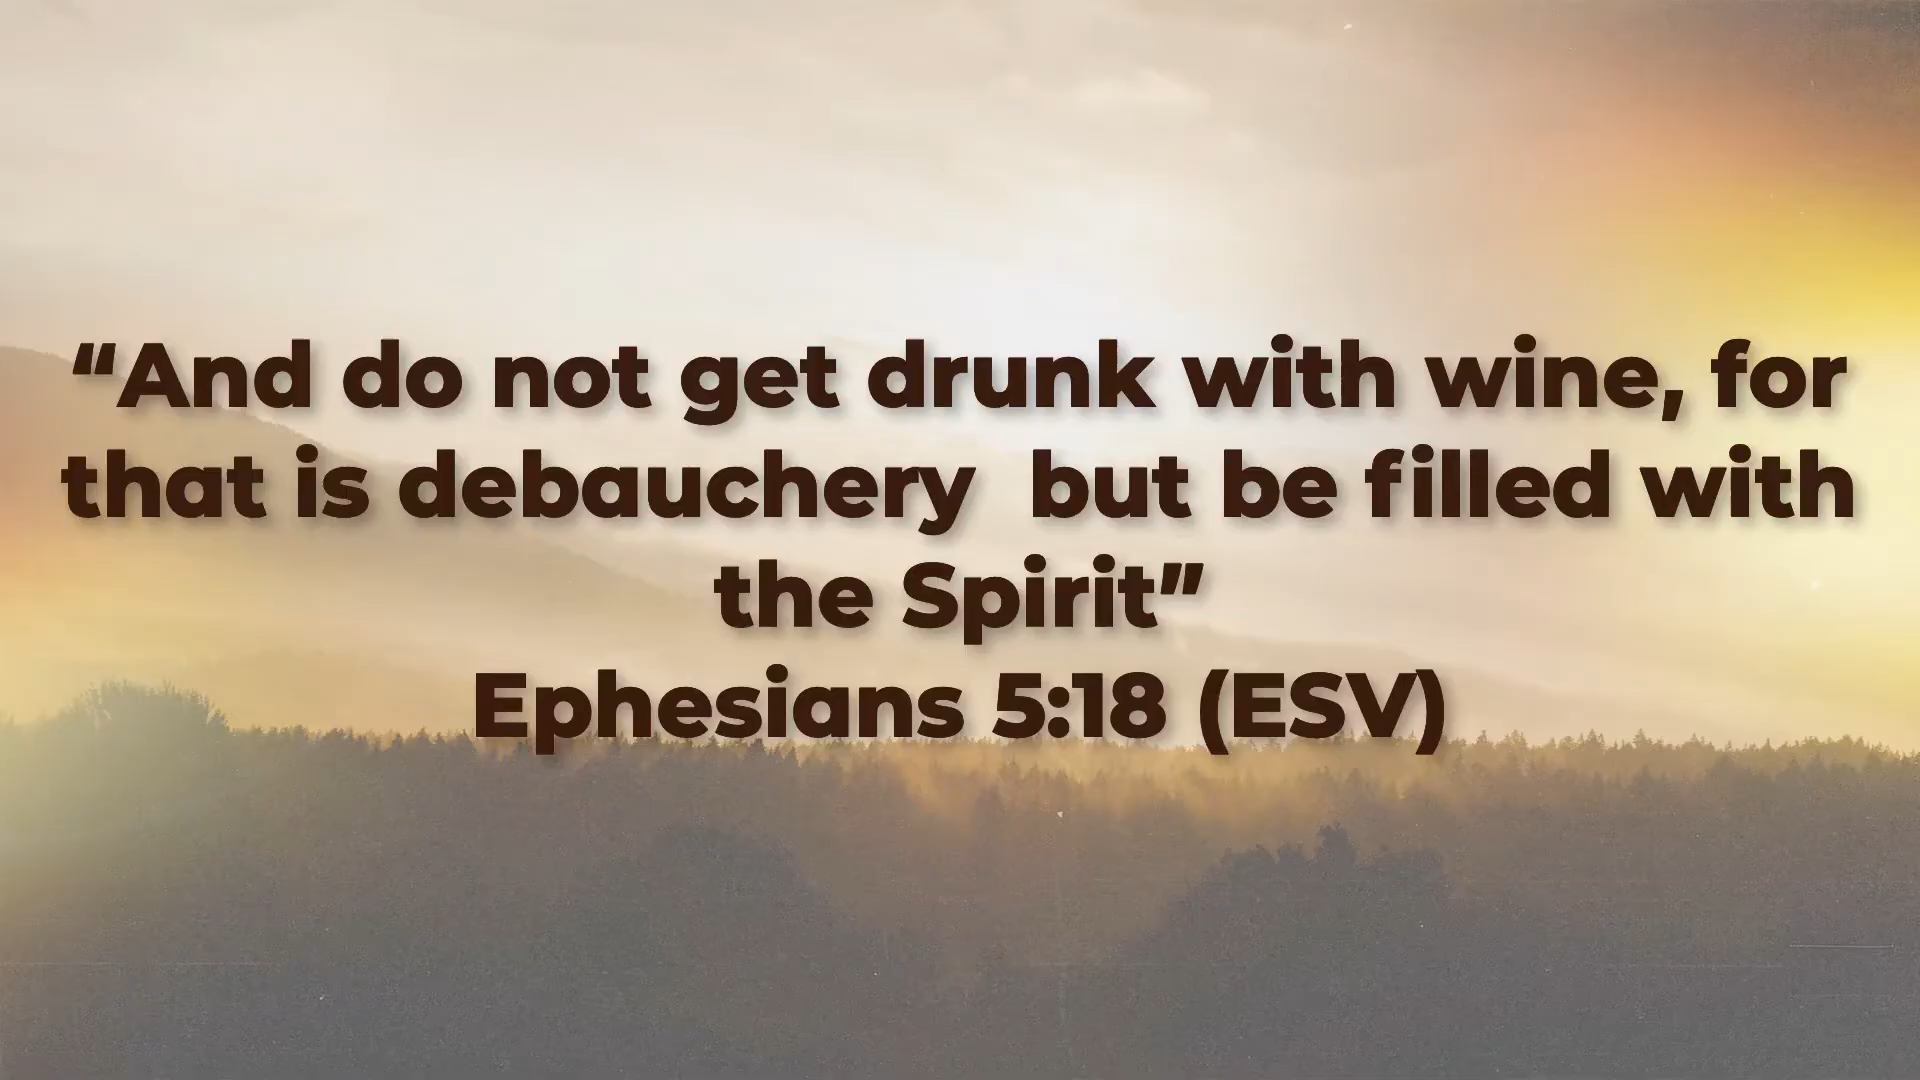 “And do not get drunk with wine, for
that is debauchery  but be filled with
the Spirit”
Ephesians 5:18 (ESV)